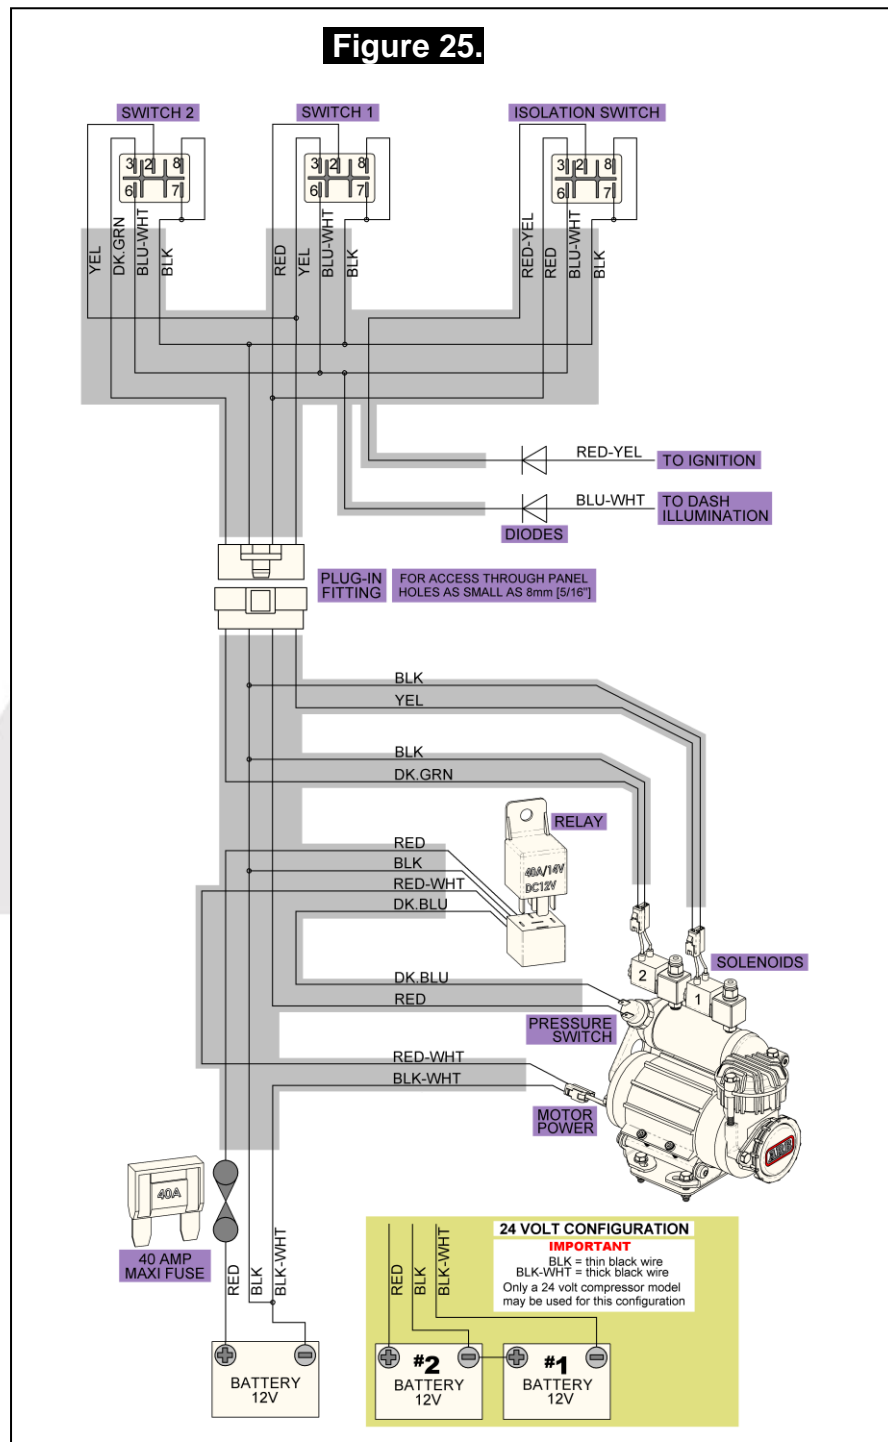 Figure 25.
SWITCH 2
SWITCH 1
ISOLATION SWITCH
3 2 8
6 7
3 2 8
6 7
3 2 8
6 7
YEL
DK.GRN
BLU-WHT
BLK
RED
YEL
BLU-WHT
BLK
RED-YEL
RED
BLU-WHT
BLK
RED-YEL
TO IGNITION
BLU-WHT
TO DASH
ILLUMINATION
DIODES
PLUG-IN
FITTING
FOR ACCESS THROUGH PANEL
HOLES AS SMALL AS 8mm [5/16"]
BLK
YEL
BLK
DK.GRN
RELAY
40A/14V
DC12V
RED
BLK
RED-WHT
DK.BLU
SOLENOIDS
2
1
DK.BLU
RED
PRESSURE
SWITCH
RED-WHT
BLK-WHT
MOTOR
POWER
ARB
40A
40 AMP
MAXI FUSE
RED
BLK
BLK-WHT
BATTERY
12V
24 VOLT CONFIGURATION
IMPORTANT
BLK = thin black wire
BLK-WHT = thick black wire
Only a 24 volt compressor model
may be used for this configuration
RED
BLK
BLK-WHT
#2
BATTERY
12V
#1
BATTERY
12V